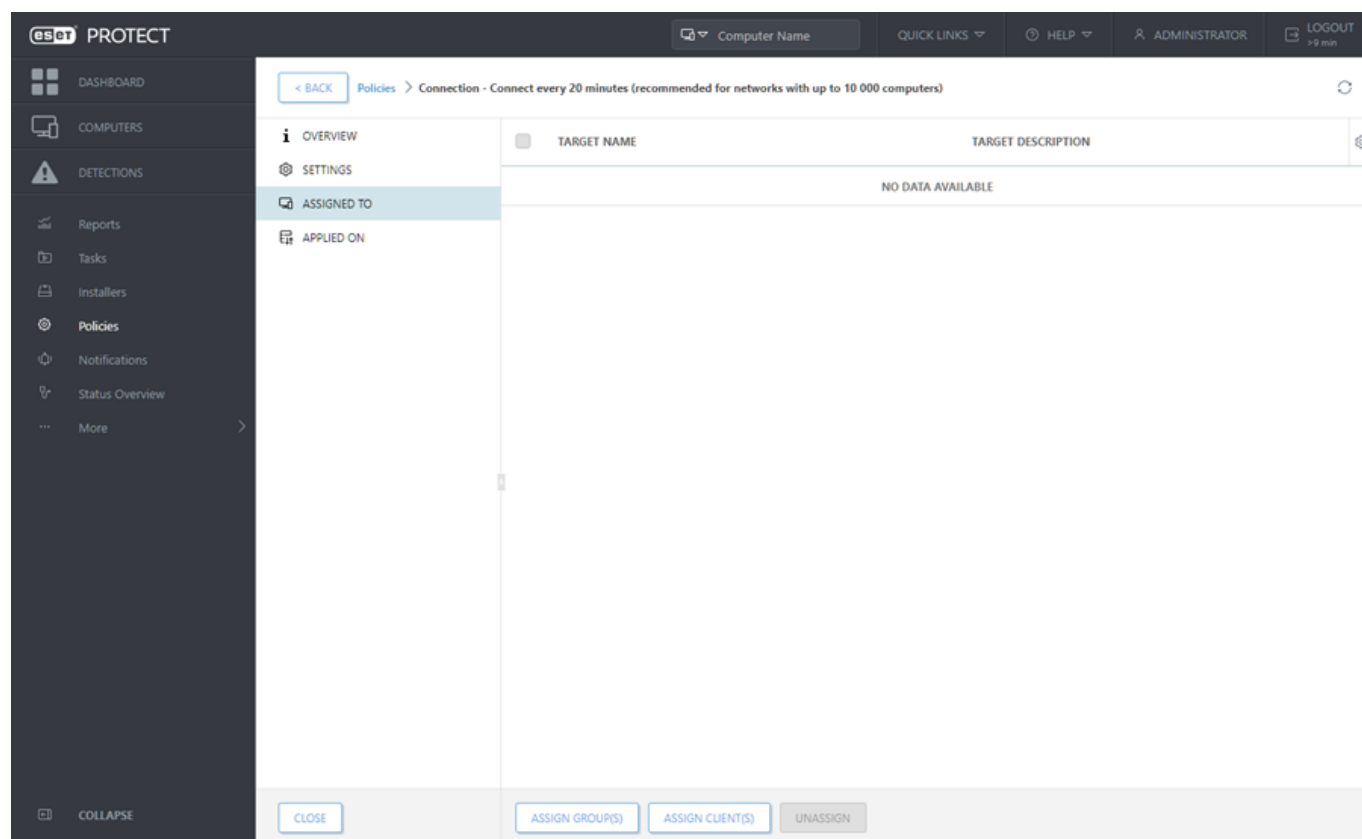 eset PROTECT
Computer Name
QUICK LINKS
HELP
ADMINISTRATOR
LOGOUT
>9 min
DASHBOARD
COMPUTERS
DETECTIONS
Reports
Tasks
Installers
Policies
Notifications
Status Overview
More
COLLAPSE
< BACK
Policies > Connection - Connect every 20 minutes (recommended for networks with up to 10 000 computers)
OVERVIEW
SETTINGS
ASSIGNED TO
APPLIED ON
TARGET NAME
TARGET DESCRIPTION
NO DATA AVAILABLE
CLOSE
ASSIGN GROUP(S)
ASSIGN CLIENT(S)
UNASSIGN